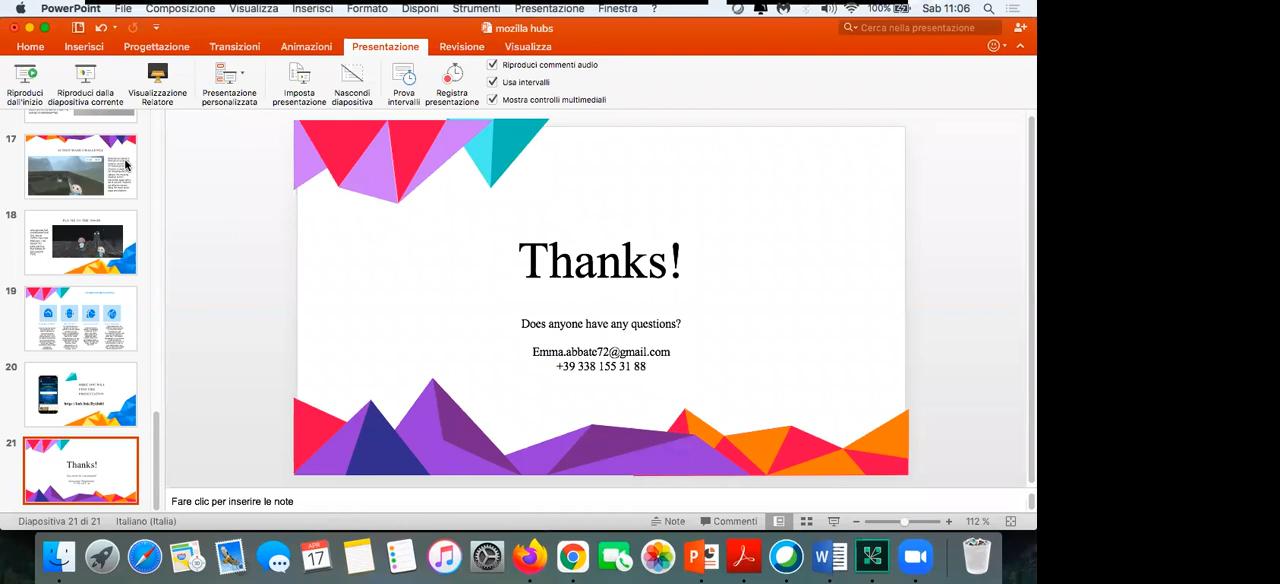 PowerPoint File Composizione Visualizza Inserisci Formato Disponi Strumenti Presentazione Finestra ? 100% Sab 11:06
mozilla hubs
Cerca nella presentazione
Home Inserisci Progettazione Transizioni Animazioni Presentazione Revisione Visualizza
Riproduci dall'inizio
Riproduci dalla diapositiva corrente
Visualizzazione Relatore
Presentazione personalizzata
Imposta presentazione
Nascondi diapositiva
Prova intervalli
Registra presentazione
Riproduci commenti audio
Usa intervalli
Mostra controlli multimediali
17
18
19
20
21
Thanks!
Thanks!
Does anyone have any questions?
Emma.abbate72@gmail.com
+39 338 155 31 88
Fare clic per inserire le note
Diapositiva 21 di 21 Italiano (Italia) Note Commenti 112 %
APR
17